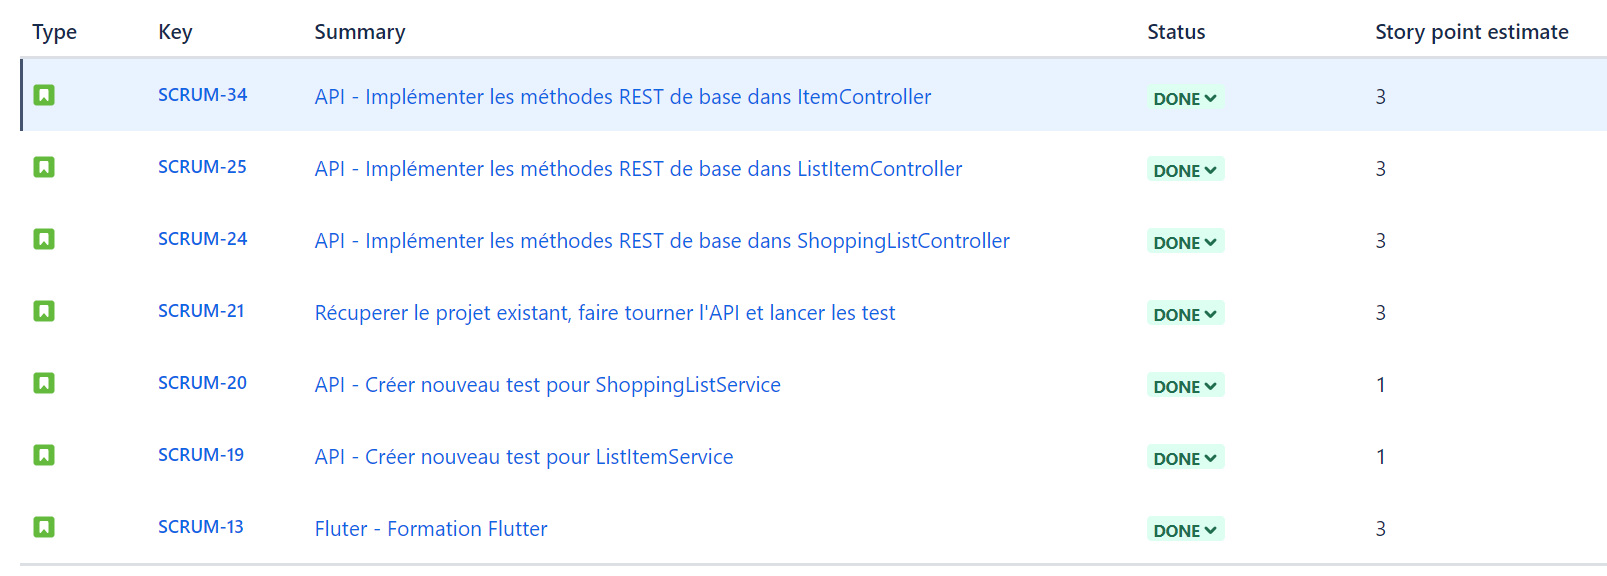 Type Key Summary Status Story point estimate
SCRUM-34 API - Implémenter les méthodes REST de base dans ItemController DONE 3
SCRUM-25 API - Implémenter les méthodes REST de base dans ListItemController DONE 3
SCRUM-24 API - Implémenter les méthodes REST de base dans ShoppingListController DONE 3
SCRUM-21 Récuperer le projet existant, faire tourner l'API et lancer les test DONE 3
SCRUM-20 API - Créer nouveau test pour ShoppingListService DONE 1
SCRUM-19 API - Créer nouveau test pour ListItemService DONE 1
SCRUM-13 Fluter - Formation Flutter DONE 3